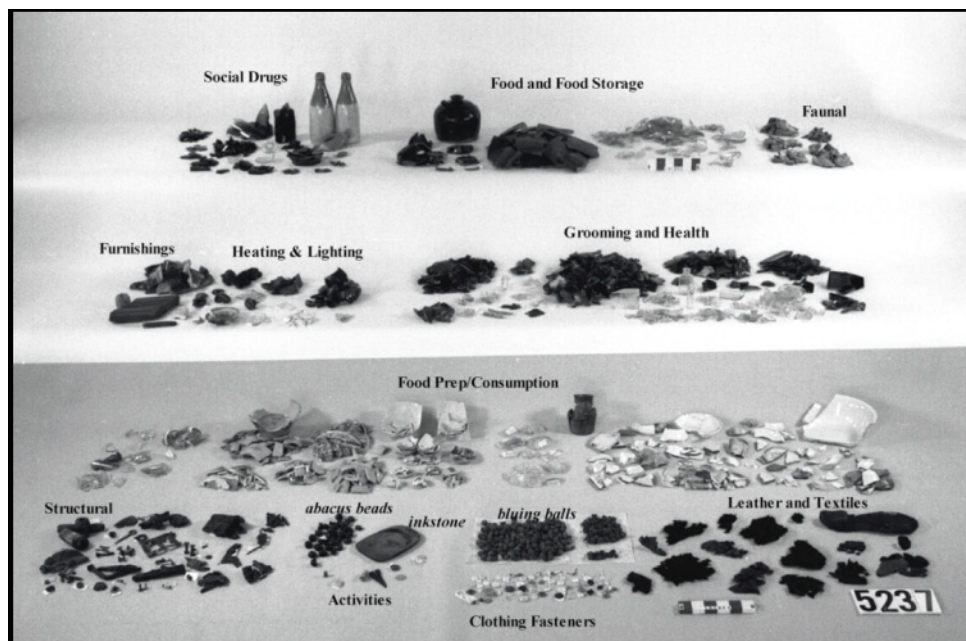 Social Drugs
Food and Food Storage
Faunal
Furnishings
Heating & Lighting
Grooming and Health
Food Prep/Consumption
Structural
abacus beads
inkstone
bluing balls
Leather and Textiles
Activities
Clothing Fasteners
5237